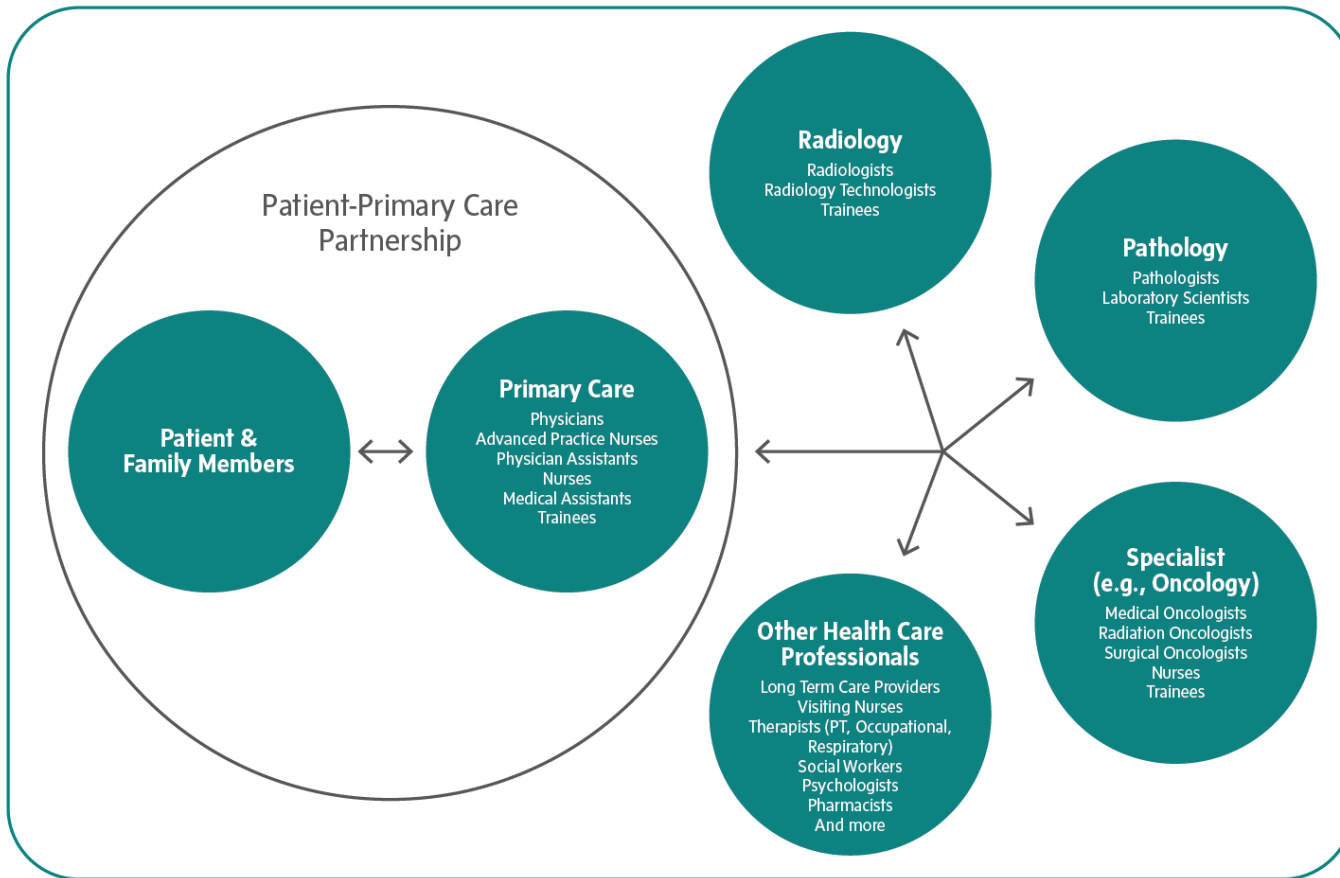 Patient-Primary Care
Partnership
Patient &
Family Members
Primary Care
Physicians
Advanced Practice Nurses
Physician Assistants
Nurses
Medical Assistants
Trainees
Radiology
Radiologists
Radiology Technologists
Trainees
Pathology
Pathologists
Laboratory Scientists
Trainees
Specialist
(e.g., Oncology)
Medical Oncologists
Radiation Oncologists
Surgical Oncologists
Nurses
Trainees
Other Health Care
Professionals
Long Term Care Providers
Visiting Nurses
Therapists (PT, Occupational,
Respiratory)
Social Workers
Psychologists
Pharmacists
And more